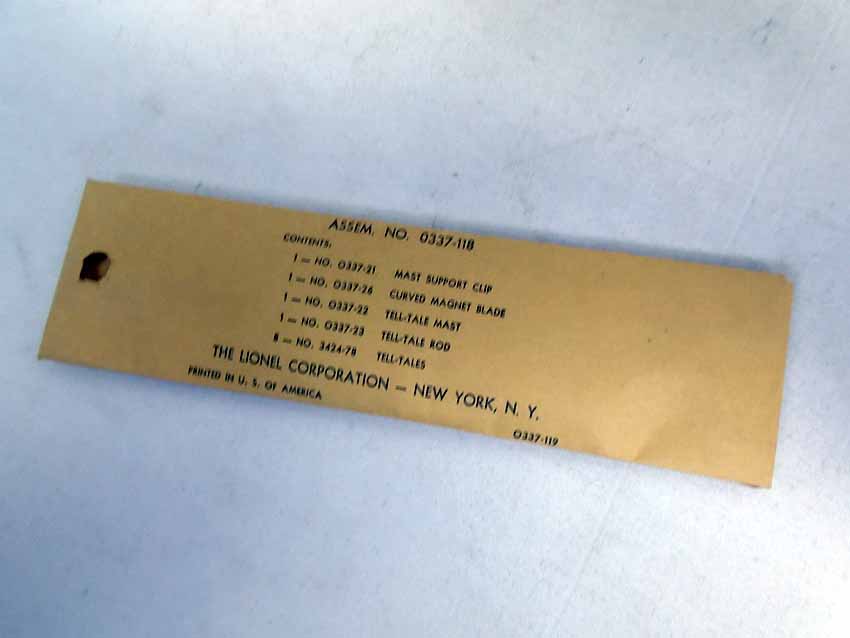 ASSEM. NO. 0337-118
CONTENTS:
1 — NO. 0337-21 MAST SUPPORT CLIP
1 — NO. 0337-26 CURVED MAGNET BLADE
1 — NO. 0337-22 TELL-TALE MAST
1 — NO. 0337-23 TELL-TALE ROD
8 — NO. 3424-78 TELL-TALES
THE LIONEL CORPORATION — NEW YORK, N. Y.
PRINTED IN U. S. OF AMERICA
0337-119